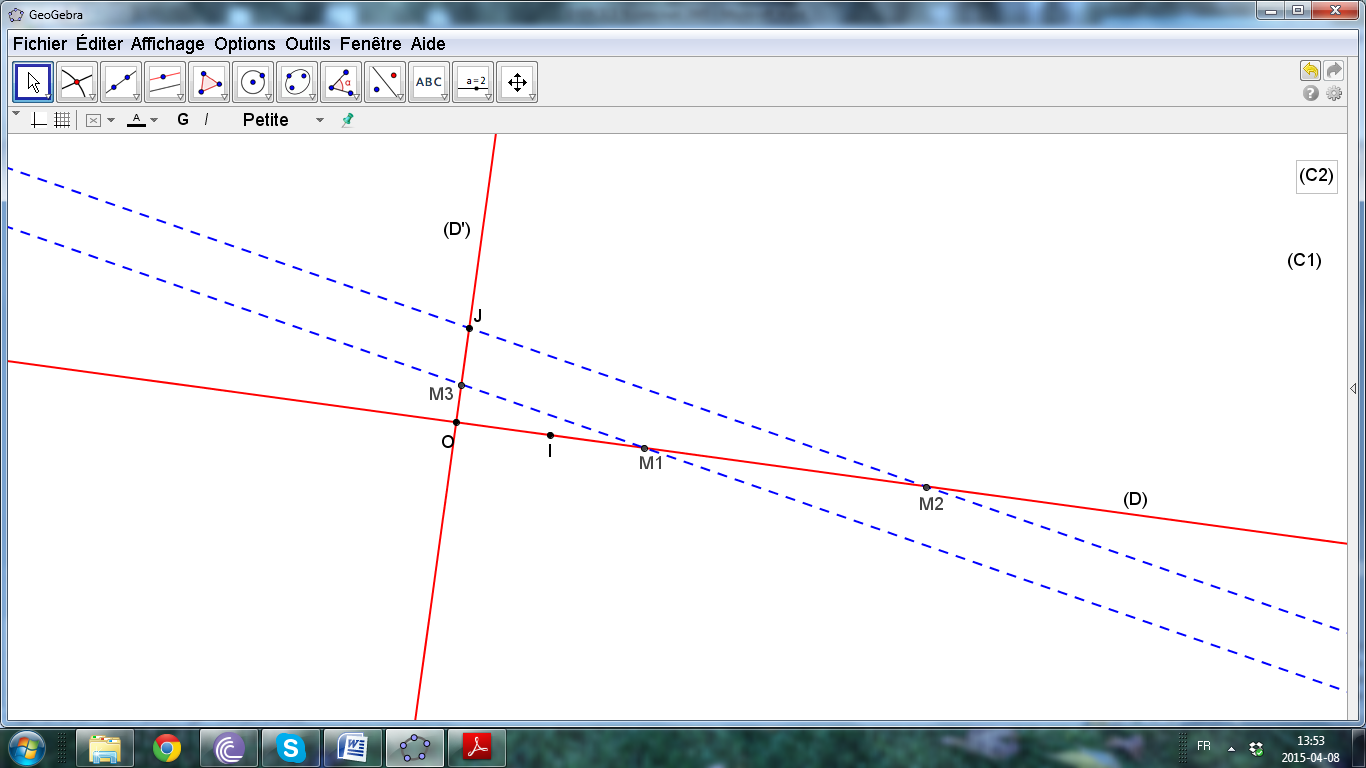 GeoGebra
Fichier Éditer Affichage Options Outils Fenêtre Aide
ABC a=2
A G I Petite
(C2)
(D')
(C1)
J
M3
O
I
M1
M2
(D)
FR 13:53
2015-04-08